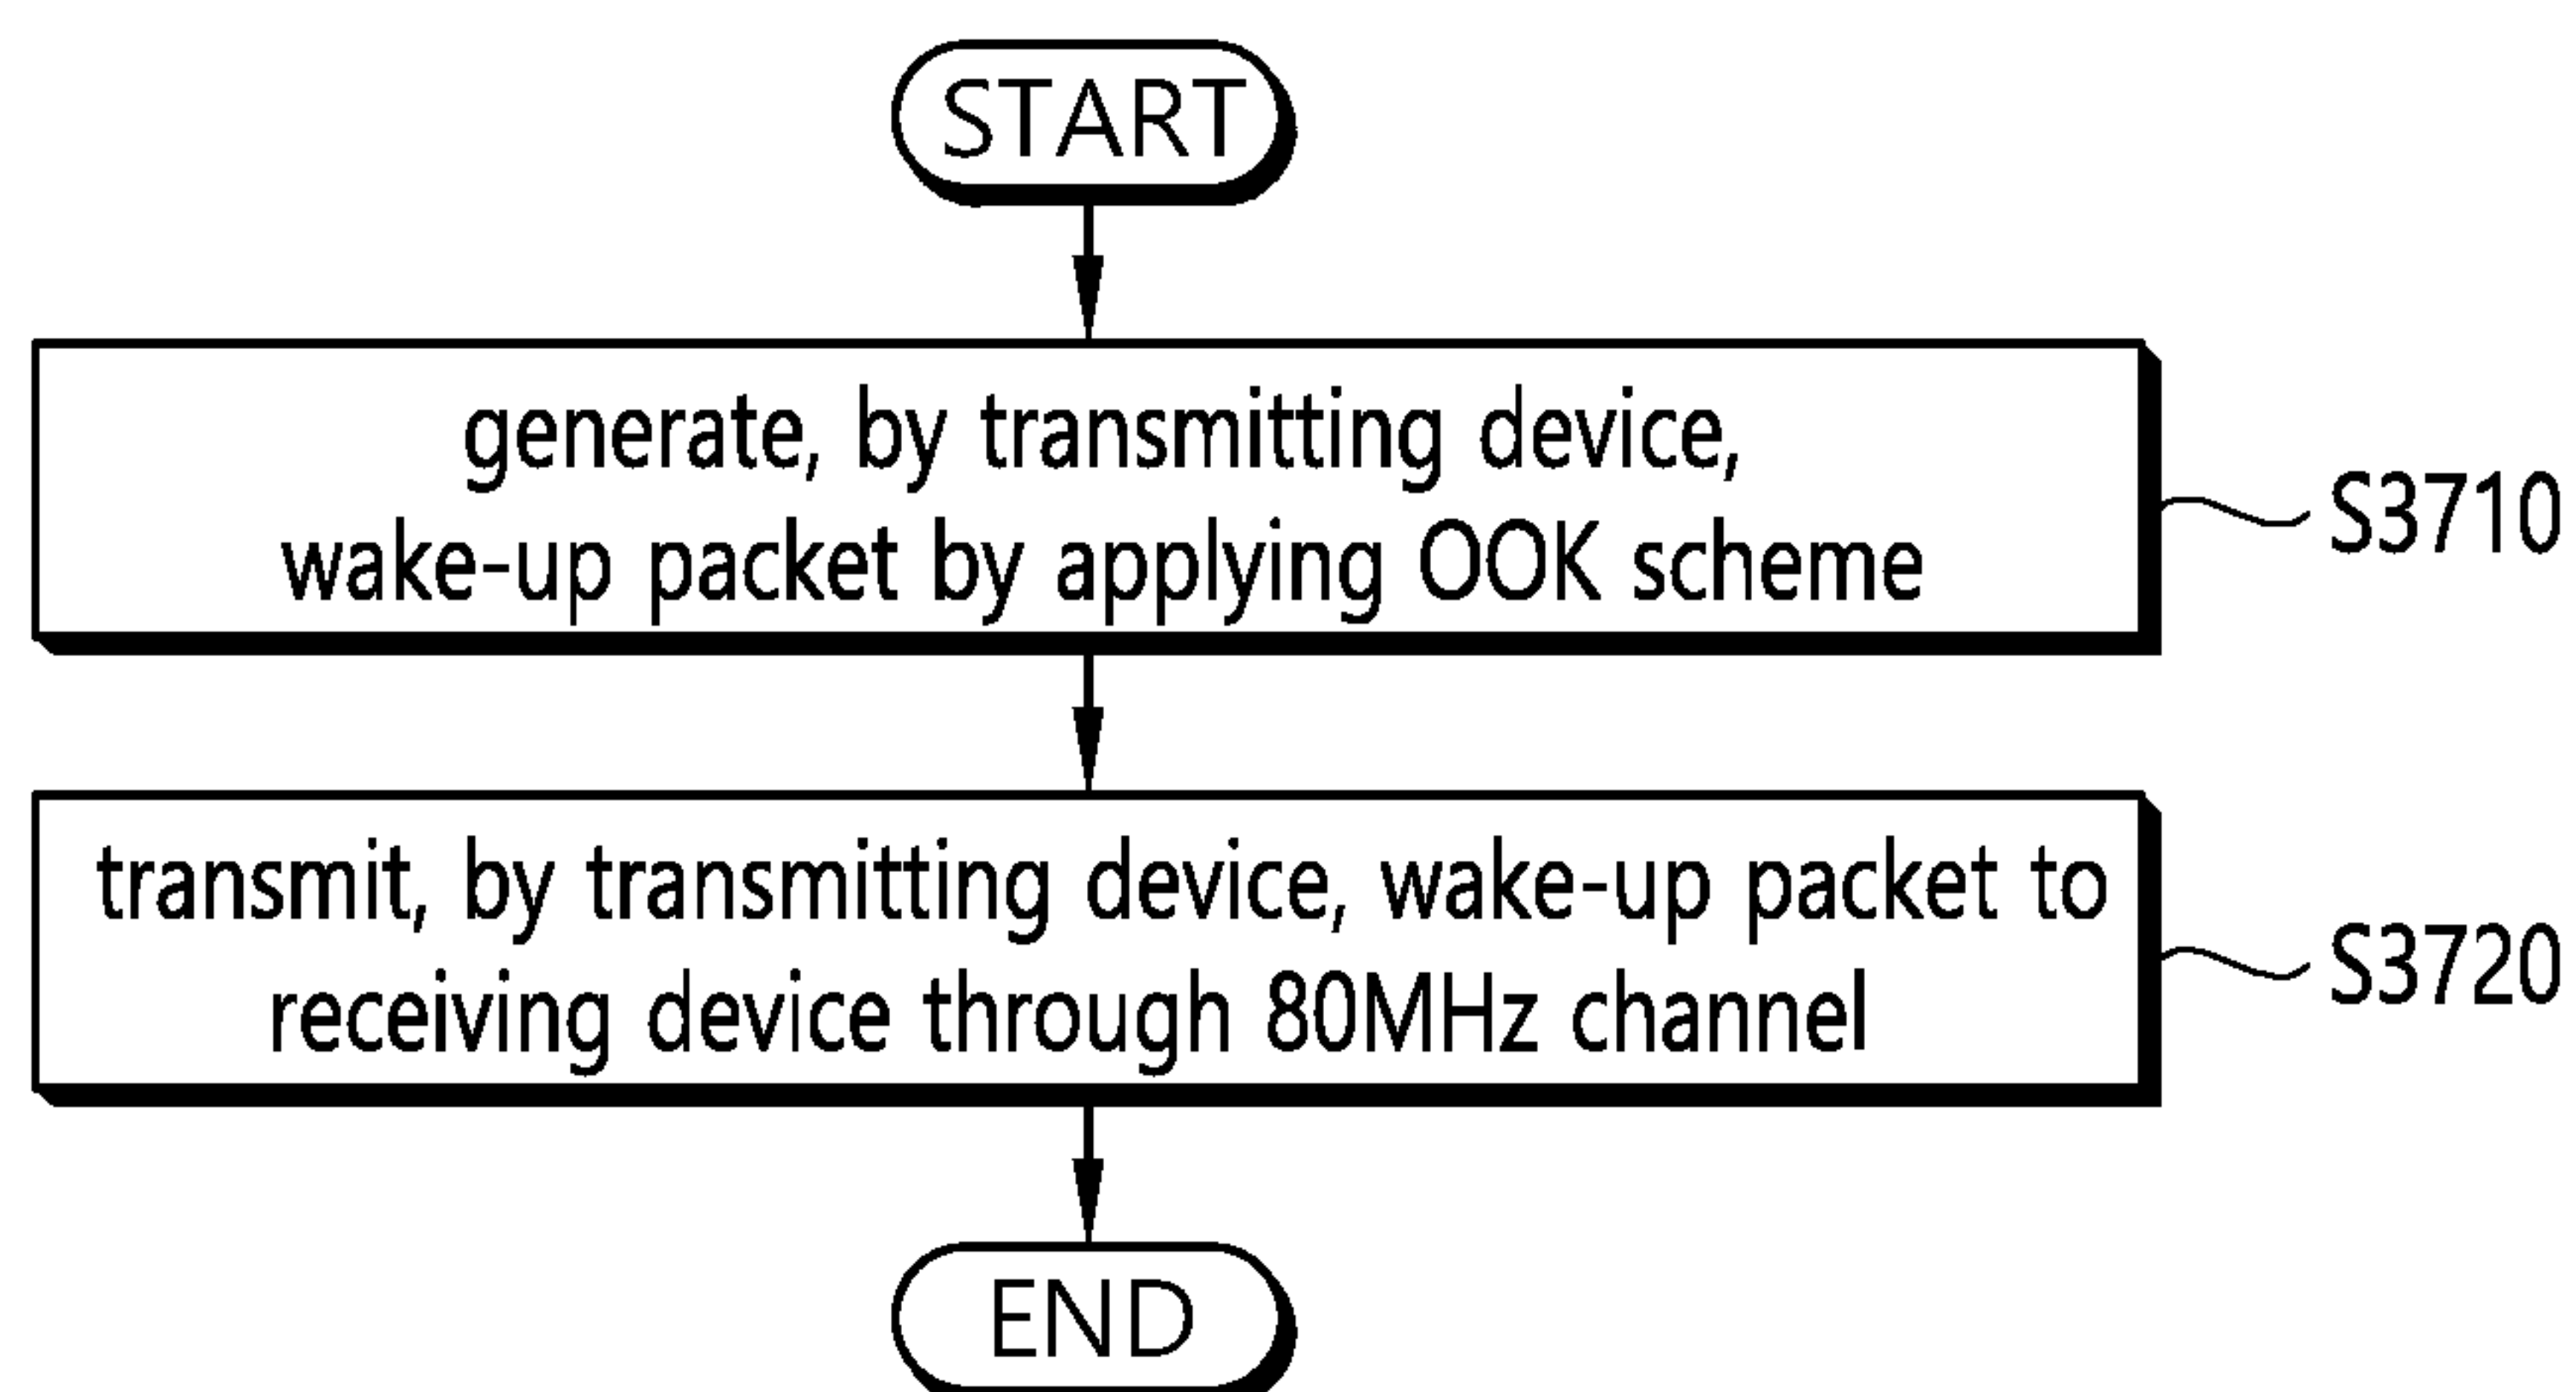 START
generate, by transmitting device,
wake-up packet by applying OOK scheme
S3710
transmit, by transmitting device, wake-up packet to
receiving device through 80MHz channel
S3720
END